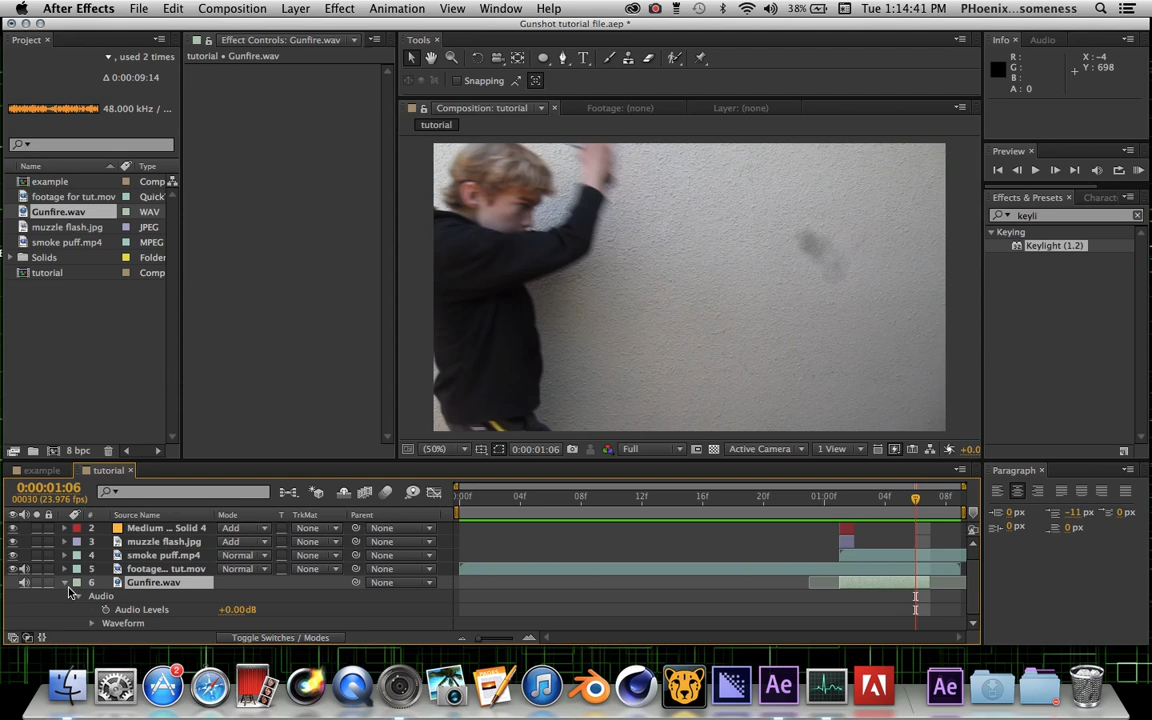 After Effects File Edit Composition Layer Effect Animation View Window Help 38% Tue 1:14:41 PM PHoenix...someness
Gunshot tutorial file.aep *
Project
Effect Controls: Gunfire.wav
Tools
Info Audio
, used 2 times
tutorial • Gunfire.wav
Snapping
R:
G:
B:
A: 0
X: -4
Y: 698
Δ 0:00:09:14
48.000 kHz / ...
Composition: tutorial Footage: (none) Layer: (none)
tutorial
Preview
Name Type
example Comp
footage for tut.mov Quick
Gunfire.wav WAV
muzzle flash.jpg JPEG
smoke puff.mp4 MPEG
Solids Folder
tutorial Comp
Effects & Presets Charact
keyli
Keying
Keylight (1.2)
8 bpc
(50%) 0:00:01:06 Full Active Camera 1 View +0.0
example tutorial
Paragraph
0:00:01:06
00030 (23.976 fps)
:00f 04f 08f 12f 16f 20f 01:00f 04f 08f
# Source Name Mode T TrkMat Parent
2 Medium ... Solid 4 Add None None
3 muzzle flash.jpg Add None None
4 smoke puff.mp4 Normal None None
5 footage... tut.mov Normal None None
6 Gunfire.wav None
Audio
Audio Levels +0.00dB
Waveform
Toggle Switches / Modes
0 px -11 px 0 px
0 px 0 px
2
Ae Ae